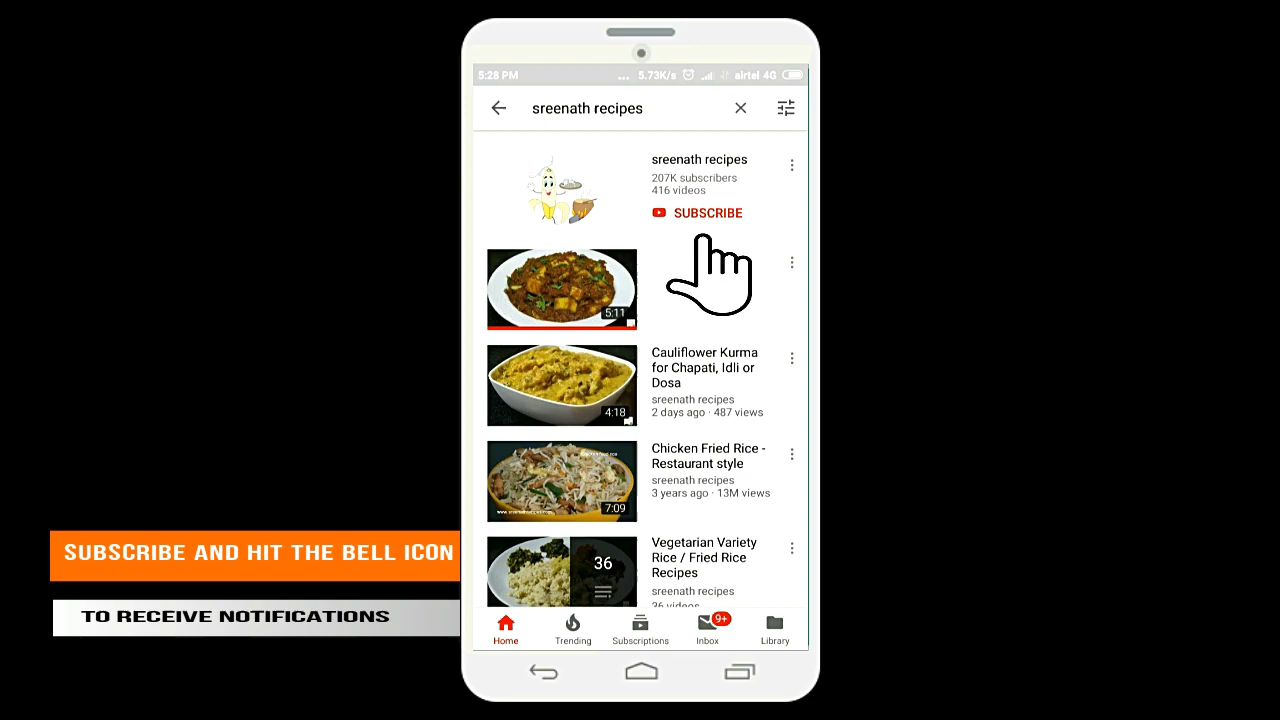 5:28 PM
... 5.73K/s airtel 4G
sreenath recipes
sreenath recipes
207K subscribers
416 videos
SUBSCRIBE
5:11
Cauliflower Kurma
for Chapati, Idli or
Dosa
sreenath recipes
2 days ago · 487 views
4:18
Chicken Fried Rice -
Restaurant style
sreenath recipes
3 years ago · 13M views
7:09
Vegetarian Variety
Rice / Fried Rice
Recipes
sreenath recipes
36 videos
36
SUBSCRIBE AND HIT THE BELL ICON
TO RECEIVE NOTIFICATIONS
Home
Trending
Subscriptions
9+
Inbox
Library